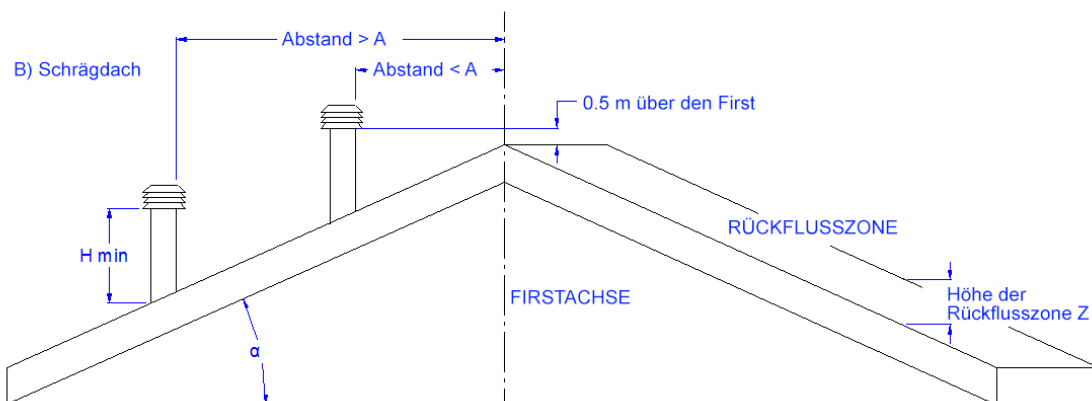 Abstand > A
B) Schrägdach
Abstand < A
0.5 m über den First
RÜCKFLUSSZONE
H min
FIRSTACHSE
Höhe der
Rückflusszone Z
α